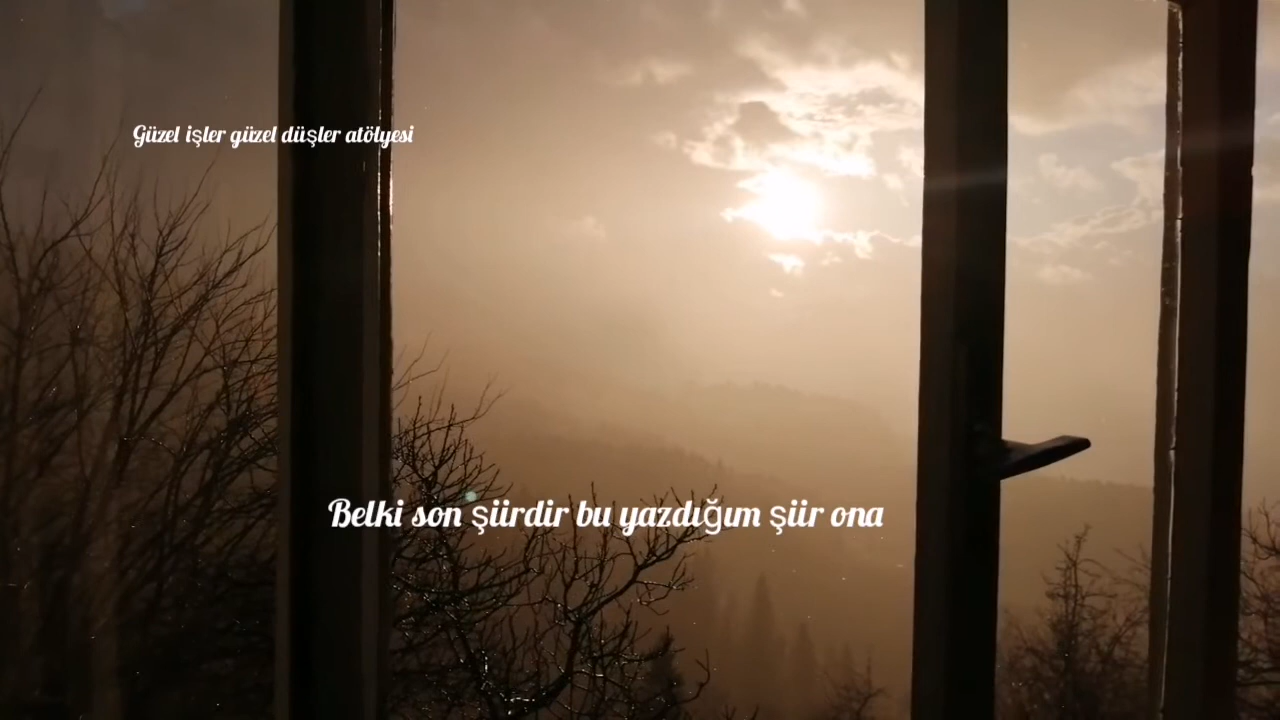 Güzel işler güzel düşler atölyesi
Belki son şiirdir bu yazdığım şiir ona